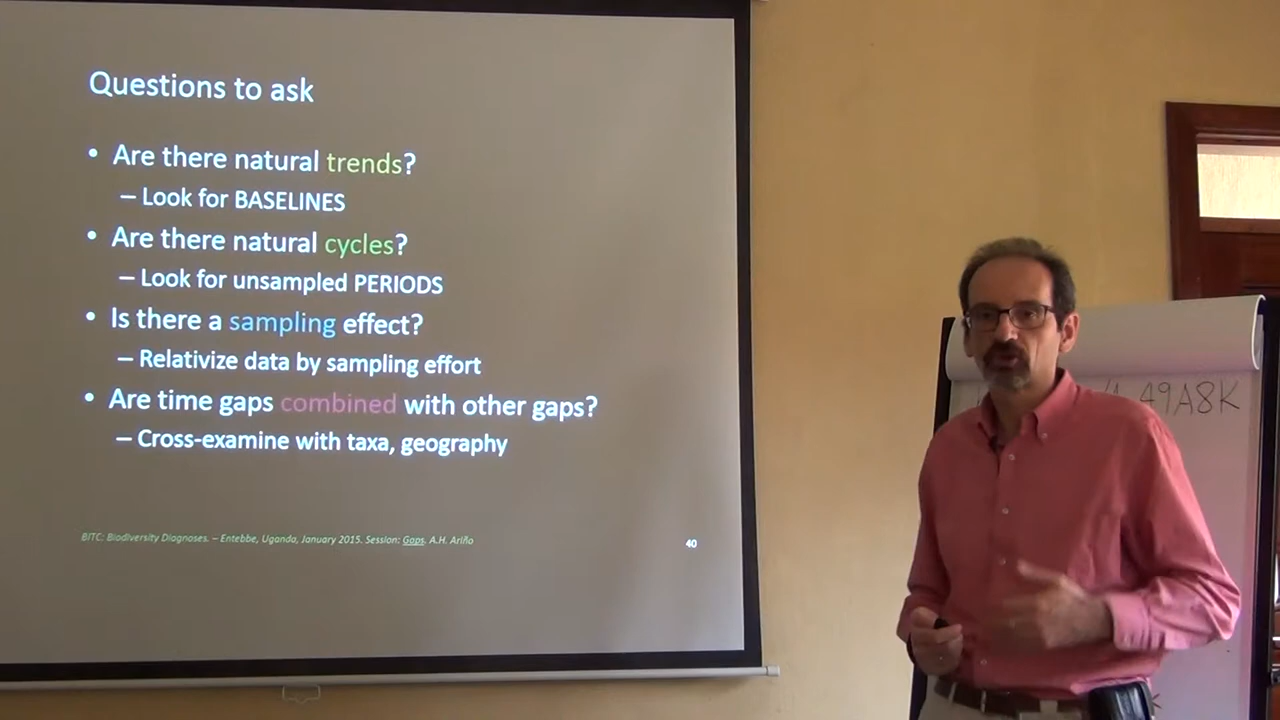 Questions to ask
• Are there natural trends?
– Look for BASELINES
• Are there natural cycles?
– Look for unsampled PERIODS
• Is there a sampling effect?
– Relativize data by sampling effort
• Are time gaps combined with other gaps?
– Cross-examine with taxa, geography
BITC: Biodiversity Diagnoses. – Entebbe, Uganda, January 2015. Session: Gaps. A.H. Ariño
40
49A8K